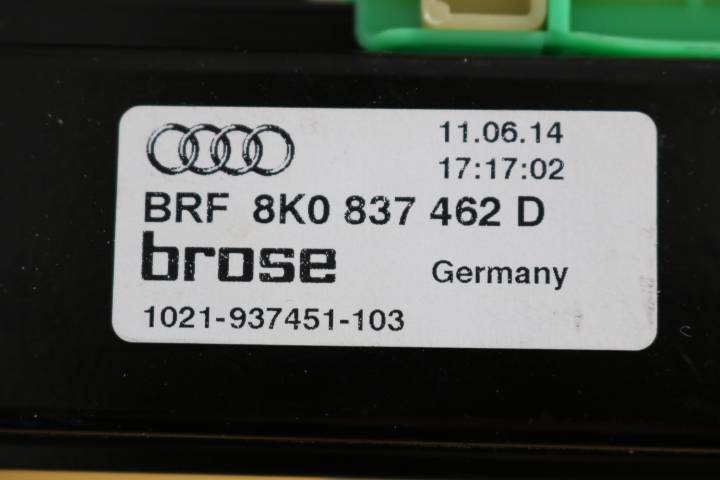 11.06.14
17:17:02
BRF 8K0 837 462 D
brose Germany
1021-937451-103